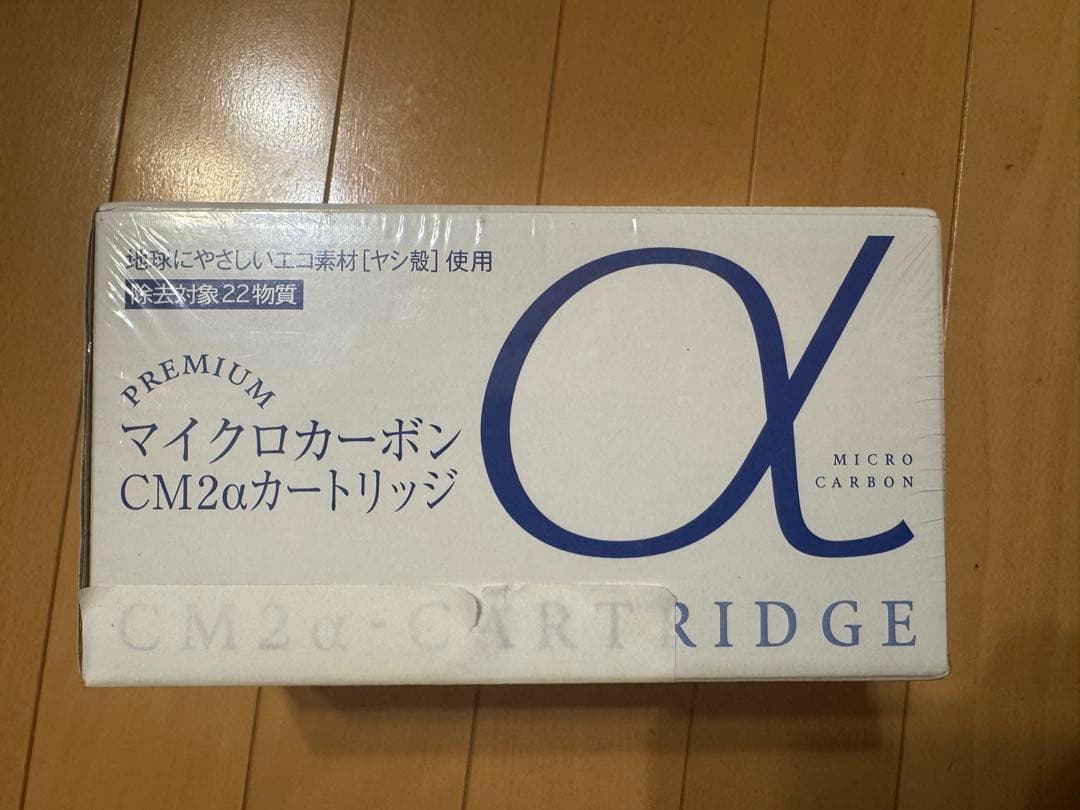 地球にやさしいエコ素材［ヤシ殻］使用
除去対象22物質
PREMIUM
マイクロカーボン
CM2αカートリッジ
α
MICRO
CARBON
CM2α-CARTRIDGE